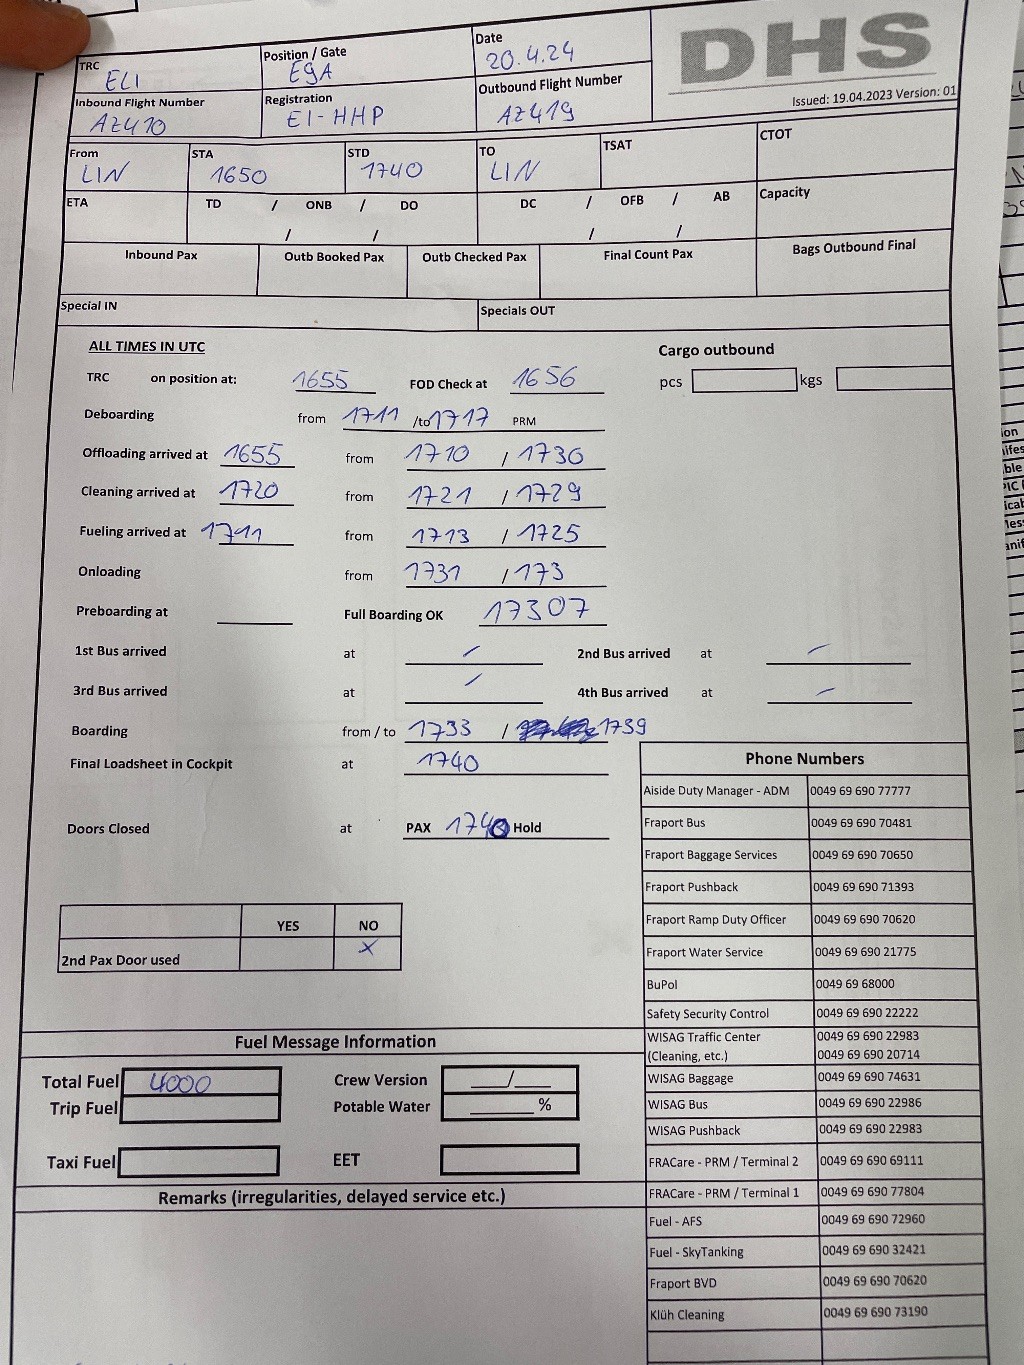 DHS
Issued: 19.04.2023 Version: 01
TRC ELI
Position / Gate EGA
Date 20.4.24
Inbound Flight Number AZ410
Registration EI-HHP
Outbound Flight Number AZ419
From LIN
STA 1650
STD 1740
TO LIN
TSAT
CTOT
ETA
TD / ONB / DO
/ /
DC / OFB / AB
/ /
Capacity
Inbound Pax
Outb Booked Pax
Outb Checked Pax
Final Count Pax
Bags Outbound Final
Special IN
Specials OUT
ALL TIMES IN UTC
Cargo outbound
TRC on position at: 1655 FOD Check at 1656
pcs kgs
Deboarding from 1711 /to 1717 PRM
Offloading arrived at 1655 from 1710 / 1730
Cleaning arrived at 1720 from 1721 / 1729
Fueling arrived at 1711 from 1713 / 1725
Onloading from 1731 / 173
Preboarding at Full Boarding OK 17307
1st Bus arrived at / 2nd Bus arrived at /
3rd Bus arrived at / 4th Bus arrived at /
Boarding from / to 1733 / 1739
Final Loadsheet in Cockpit at 1740
Doors Closed at PAX 1740 Hold
YES NO
2nd Pax Door used X
Phone Numbers
Aiside Duty Manager - ADM 0049 69 690 77777
Fraport Bus 0049 69 690 70481
Fraport Baggage Services 0049 69 690 70650
Fraport Pushback 0049 69 690 71393
Fraport Ramp Duty Officer 0049 69 690 70620
Fraport Water Service 0049 69 690 21775
BuPol 0049 69 68000
Safety Security Control 0049 69 690 22222
WISAG Traffic Center 0049 69 690 22983
(Cleaning, etc.) 0049 69 690 20714
WISAG Baggage 0049 69 690 74631
WISAG Bus 0049 69 690 22986
WISAG Pushback 0049 69 690 22983
FRACare - PRM / Terminal 2 0049 69 690 69111
FRACare - PRM / Terminal 1 0049 69 690 77804
Fuel - AFS 0049 69 690 72960
Fuel - SkyTanking 0049 69 690 32421
Fraport BVD 0049 69 690 70620
Klüh Cleaning 0049 69 690 73190
Fuel Message Information
Total Fuel 4000
Crew Version ___/___
Trip Fuel
Potable Water ______ %
Taxi Fuel
EET
Remarks (irregularities, delayed service etc.)